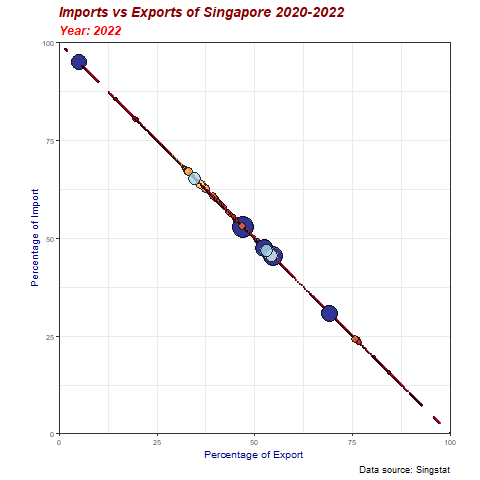 Imports vs Exports of Singapore 2020-2022
Year: 2022
100
75
50
25
0
Percentage of Import
0
25
50
75
100
Percentage of Export
Data source: Singstat